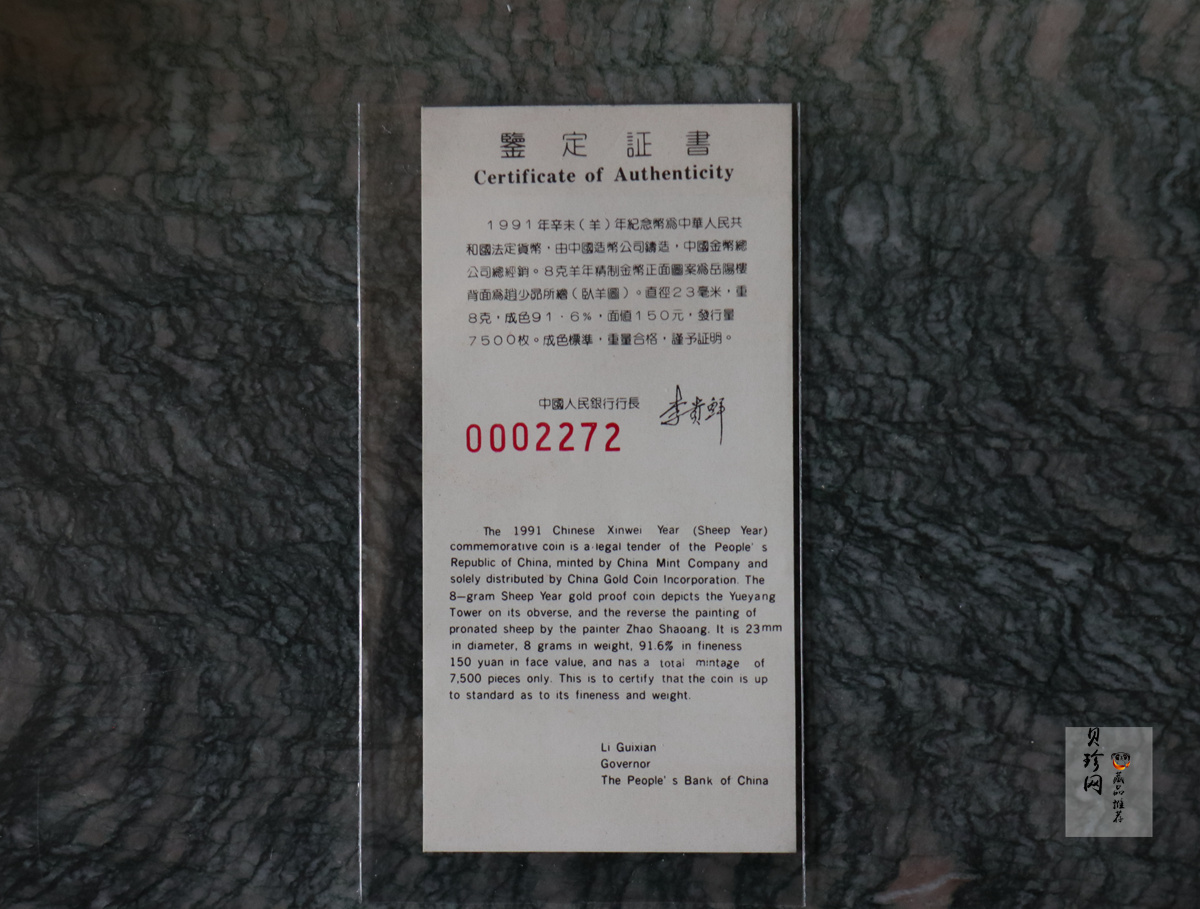 鑒定証書
Certificate of Authenticity
1991年辛未（羊）年紀念幣為中華人民共
和國法定貨幣，由中國造幣公司鑄造，中國金幣總
公司總經銷。8克羊年精制金幣正面圖案為岳陽樓
背面為趙少昂所繪（臥羊圖）。直徑23毫米，重
8克，成色91．6%，面值150元，發行量
7500枚。成色標準，重量合格，謹予証明。
中國人民銀行行長 李貴鮮
0002272
The 1991 Chinese Xinwei Year (Sheep Year)
commemorative coin is a legal tender of the People's
Republic of China, minted by China Mint Company and
solely distributed by China Gold Coin Incorporation. The
8-gram Sheep Year gold proof coin depicts the Yueyang
Tower on its obverse, and the reverse the painting of
pronated sheep by the painter Zhao Shaoang. It is 23mm
in diameter, 8 grams in weight, 91.6% in fineness
150 yuan in face value, and has a total mintage of
7,500 pieces only. This is to certify that the coin is up
to standard as to its fineness and weight.
Li Guixian
Governor
The People's Bank of China
贝珍网
藏品推荐